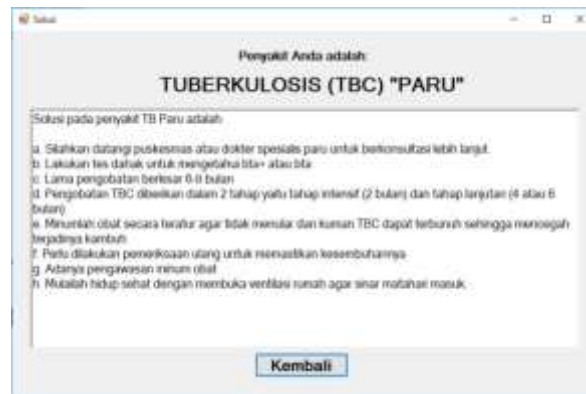 Solusi
Penyakit Anda adalah:
TUBERKULOSIS (TBC) "PARU"
Solusi pada penyakit TB Paru adalah
a. Silahkan datangi puskesmas atau dokter spesialis paru untuk berkonsultasi lebih lanjut.
b. Lakukan tes dahak untuk mengetahui bta+ atau bta
c. Lama pengobatan berkisar 6-8 bulan
d. Pengobatan TBC diberikan dalam 2 tahap yaitu tahap intensif (2 bulan) dan tahap lanjutan (4 atau 6
bulan)
e. Minumlah obat secara teratur agar tidak menular dan kuman TBC dapat terbunuh sehingga mencegah
terjadinya kambuh
f. Perlu dilakukan pemeriksaan ulang untuk memastikan kesembuhannya
g. Adanya pengawasan minum obat
h. Mulailah hidup sehat dengan membuka ventilasi rumah agar sinar matahari masuk.
Kembali